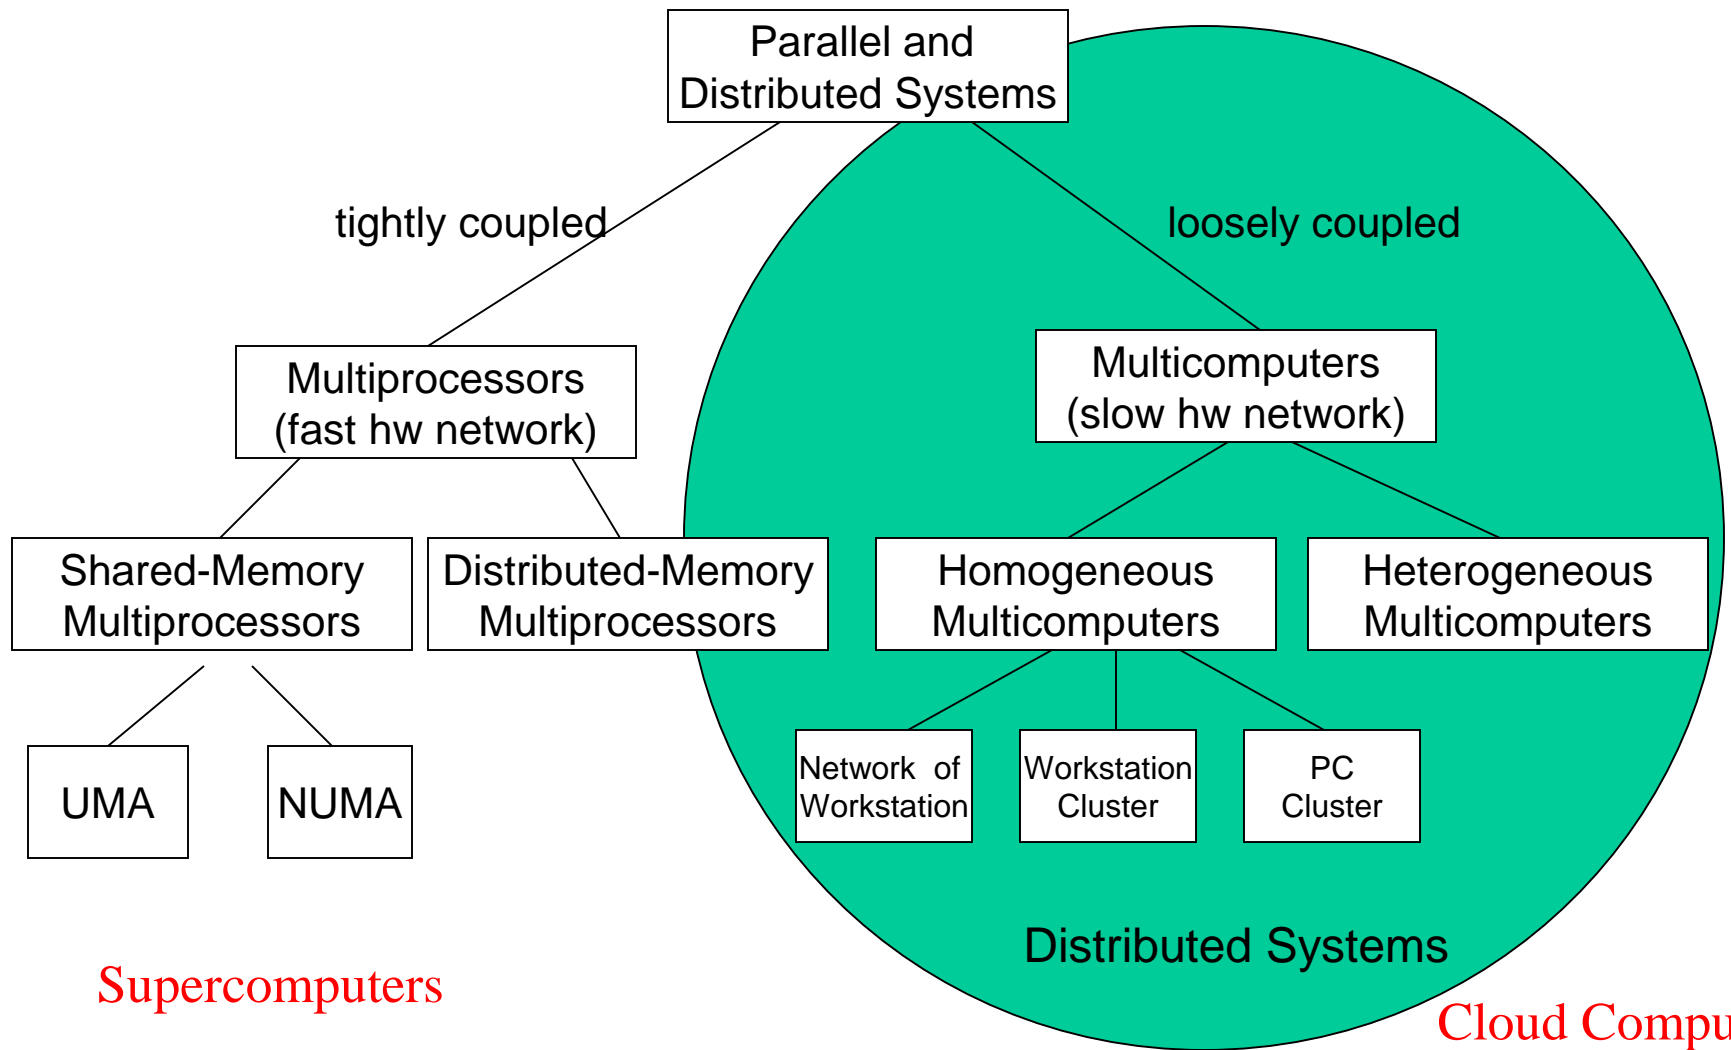 Parallel and
Distributed Systems
tightly coupled
loosely coupled
Multiprocessors
(fast hw network)
Multicomputers
(slow hw network)
Shared-Memory
Multiprocessors
Distributed-Memory
Multiprocessors
Homogeneous
Multicomputers
Heterogeneous
Multicomputers
UMA
NUMA
Network of
Workstation
Workstation
Cluster
PC
Cluster
Distributed Systems
Supercomputers
Cloud Compu